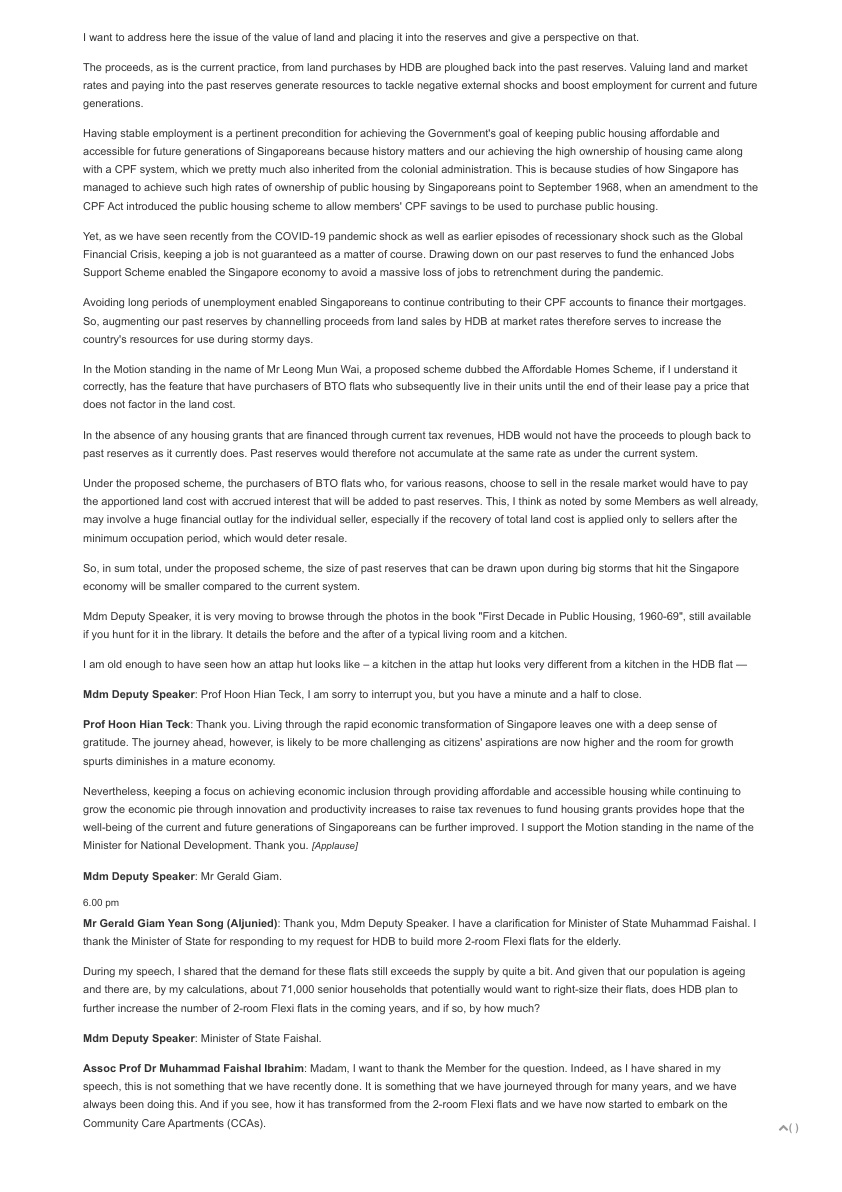 I want to address here the issue of the value of land and placing it into the reserves and give a perspective on that.
The proceeds, as is the current practice, from land purchases by HDB are ploughed back into the past reserves. Valuing land and market
rates and paying into the past reserves generate resources to tackle negative external shocks and boost employment for current and future
generations.
Having stable employment is a pertinent precondition for achieving the Government's goal of keeping public housing affordable and
accessible for future generations of Singaporeans because history matters and our achieving the high ownership of housing came along
with a CPF system, which we pretty much also inherited from the colonial administration. This is because studies of how Singapore has
managed to achieve such high rates of ownership of public housing by Singaporeans point to September 1968, when an amendment to the
CPF Act introduced the public housing scheme to allow members' CPF savings to be used to purchase public housing.
Yet, as we have seen recently from the COVID-19 pandemic shock as well as earlier episodes of recessionary shock such as the Global
Financial Crisis, keeping a job is not guaranteed as a matter of course. Drawing down on our past reserves to fund the enhanced Jobs
Support Scheme enabled the Singapore economy to avoid a massive loss of jobs to retrenchment during the pandemic.
Avoiding long periods of unemployment enabled Singaporeans to continue contributing to their CPF accounts to finance their mortgages.
So, augmenting our past reserves by channelling proceeds from land sales by HDB at market rates therefore serves to increase the
country's resources for use during stormy days.
In the Motion standing in the name of Mr Leong Mun Wai, a proposed scheme dubbed the Affordable Homes Scheme, if I understand it
correctly, has the feature that have purchasers of BTO flats who subsequently live in their units until the end of their lease pay a price that
does not factor in the land cost.
In the absence of any housing grants that are financed through current tax revenues, HDB would not have the proceeds to plough back to
past reserves as it currently does. Past reserves would therefore not accumulate at the same rate as under the current system.
Under the proposed scheme, the purchasers of BTO flats who, for various reasons, choose to sell in the resale market would have to pay
the apportioned land cost with accrued interest that will be added to past reserves. This, I think as noted by some Members as well already,
may involve a huge financial outlay for the individual seller, especially if the recovery of total land cost is applied only to sellers after the
minimum occupation period, which would deter resale.
So, in sum total, under the proposed scheme, the size of past reserves that can be drawn upon during big storms that hit the Singapore
economy will be smaller compared to the current system.
Mdm Deputy Speaker, it is very moving to browse through the photos in the book "First Decade in Public Housing, 1960-69", still available
if you hunt for it in the library. It details the before and the after of a typical living room and a kitchen.
I am old enough to have seen how an attap hut looks like – a kitchen in the attap hut looks very different from a kitchen in the HDB flat —
Mdm Deputy Speaker: Prof Hoon Hian Teck, I am sorry to interrupt you, but you have a minute and a half to close.
Prof Hoon Hian Teck: Thank you. Living through the rapid economic transformation of Singapore leaves one with a deep sense of
gratitude. The journey ahead, however, is likely to be more challenging as citizens' aspirations are now higher and the room for growth
spurts diminishes in a mature economy.
Nevertheless, keeping a focus on achieving economic inclusion through providing affordable and accessible housing while continuing to
grow the economic pie through innovation and productivity increases to raise tax revenues to fund housing grants provides hope that the
well-being of the current and future generations of Singaporeans can be further improved. I support the Motion standing in the name of the
Minister for National Development. Thank you. [Applause]
Mdm Deputy Speaker: Mr Gerald Giam.
6.00 pm
Mr Gerald Giam Yean Song (Aljunied): Thank you, Mdm Deputy Speaker. I have a clarification for Minister of State Muhammad Faishal. I
thank the Minister of State for responding to my request for HDB to build more 2-room Flexi flats for the elderly.
During my speech, I shared that the demand for these flats still exceeds the supply by quite a bit. And given that our population is ageing
and there are, by my calculations, about 71,000 senior households that potentially would want to right-size their flats, does HDB plan to
further increase the number of 2-room Flexi flats in the coming years, and if so, by how much?
Mdm Deputy Speaker: Minister of State Faishal.
Assoc Prof Dr Muhammad Faishal Ibrahim: Madam, I want to thank the Member for the question. Indeed, as I have shared in my
speech, this is not something that we have recently done. It is something that we have journeyed through for many years, and we have
always been doing this. And if you see, how it has transformed from the 2-room Flexi flats and we have now started to embark on the
Community Care Apartments (CCAs).
( )